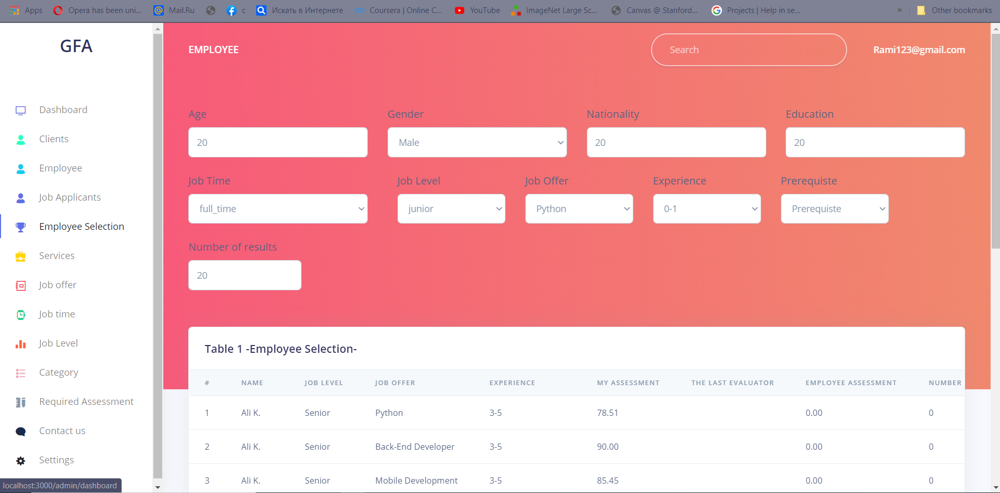 Apps Opera has been uni... Mail.Ru с Искать в Интернете Coursera | Online C... YouTube ImageNet Large Sc... Canvas @ Stanford... Projects | Help in se... » Other bookmarks
GFA
Dashboard
Clients
Employee
Job Applicants
Employee Selection
Services
Job offer
Job time
Job Level
Category
Required Assessment
Contact us
Settings
localhost:3000/admin/dashboard
EMPLOYEE Search Rami123@gmail.com
Age Gender Nationality Education
20 Male 20 20
Job Time Job Level Job Offer Experience Prerequiste
full_time junior Python 0-1 Prerequiste
Number of results
20
Table 1 -Employee Selection-
# NAME JOB LEVEL JOB OFFER EXPERIENCE MY ASSESSMENT THE LAST EVALUATOR EMPLOYEE ASSESSMENT NUMBER
1 Ali K. Senior Python 3-5 78.51 0.00 0
2 Ali K. Senior Back-End Developer 3-5 90.00 0.00 0
3 Ali K. Senior Mobile Development 3-5 85.45 0.00 0